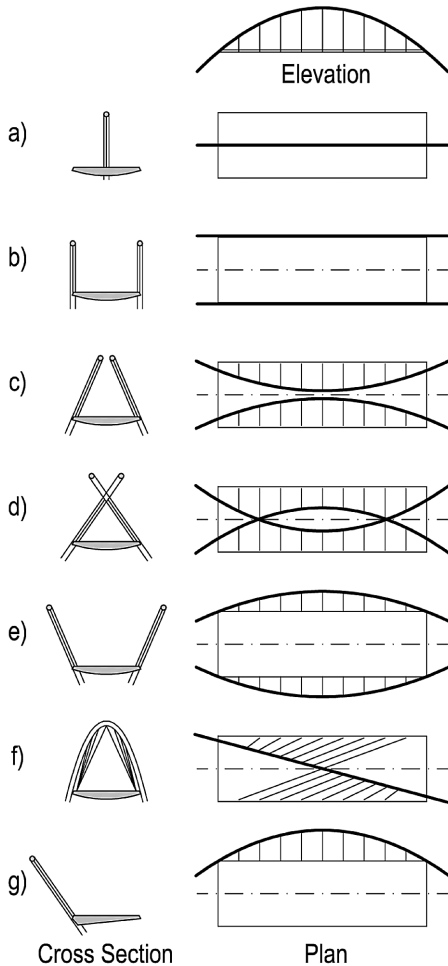 Elevation
a)
b)
c)
d)
e)
f)
g)
Cross Section Plan